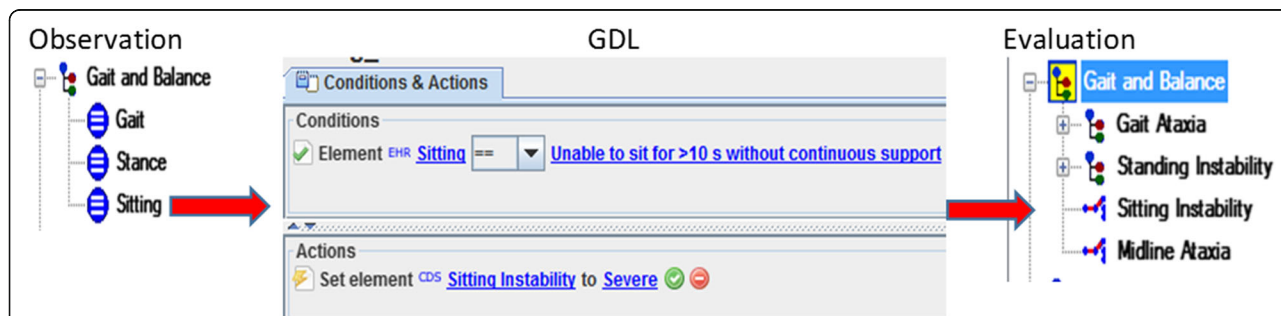 Observation
GDL
Evaluation
Gait and Balance
Gait
Stance
Sitting
Conditions & Actions
Conditions
Element EHR Sitting == Unable to sit for >10 s without continuous support
Actions
Set element CDS Sitting Instability to Severe
Gait and Balance
Gait Ataxia
Standing Instability
Sitting Instability
Midline Ataxia